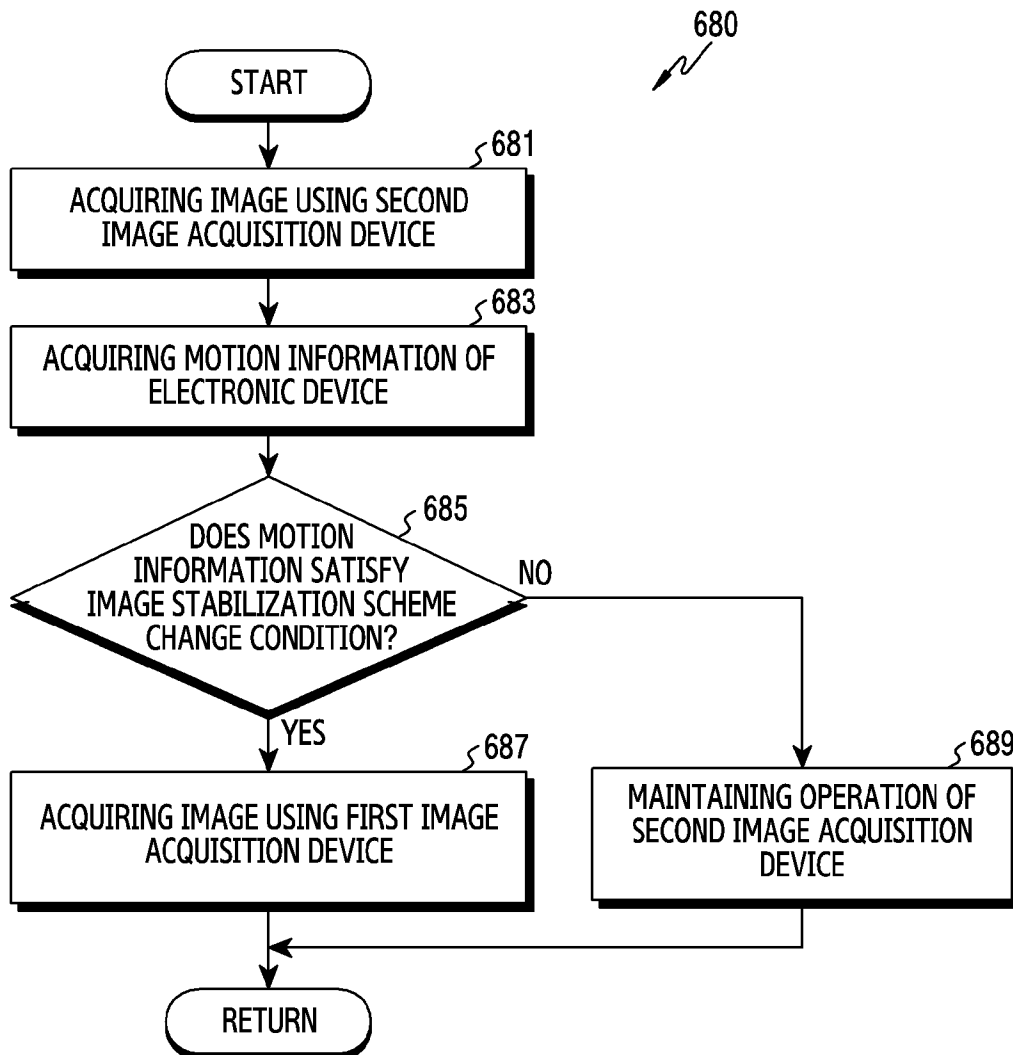 680
START
681
ACQUIRING IMAGE USING SECOND
IMAGE ACQUISITION DEVICE
683
ACQUIRING MOTION INFORMATION OF
ELECTRONIC DEVICE
685
DOES MOTION
INFORMATION SATISFY
IMAGE STABILIZATION SCHEME
CHANGE CONDITION?
NO
YES
687
ACQUIRING IMAGE USING FIRST IMAGE
ACQUISITION DEVICE
689
MAINTAINING OPERATION OF
SECOND IMAGE ACQUISITION
DEVICE
RETURN